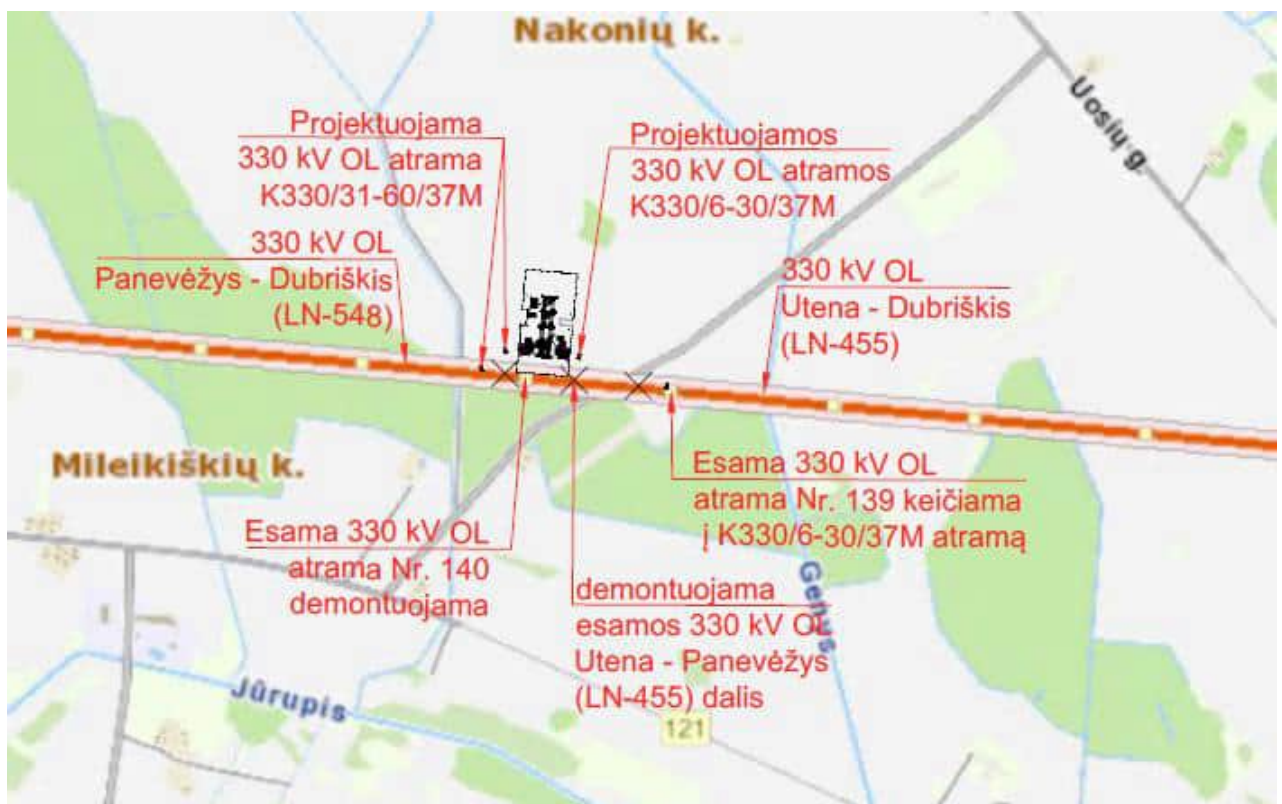 Nakonių k.
Uosių g.
Projektuojama
330 kV OL atrama
K330/31-60/37M
Projektuojamos
330 kV OL atramos
K330/6-30/37M
330 kV OL
Panevėžys - Dubriškis
(LN-548)
330 kV OL
Utena - Dubriškis
(LN-455)
Mileikiškių k.
Esama 330 kV OL
atrama Nr. 140
demontuojama
Esama 330 kV OL
atrama Nr. 139 keičiama
į K330/6-30/37M atramą
demontuojama
esamos 330 kV OL
Utena - Panevėžys
(LN-455) dalis
Genys
Jūrupis
121